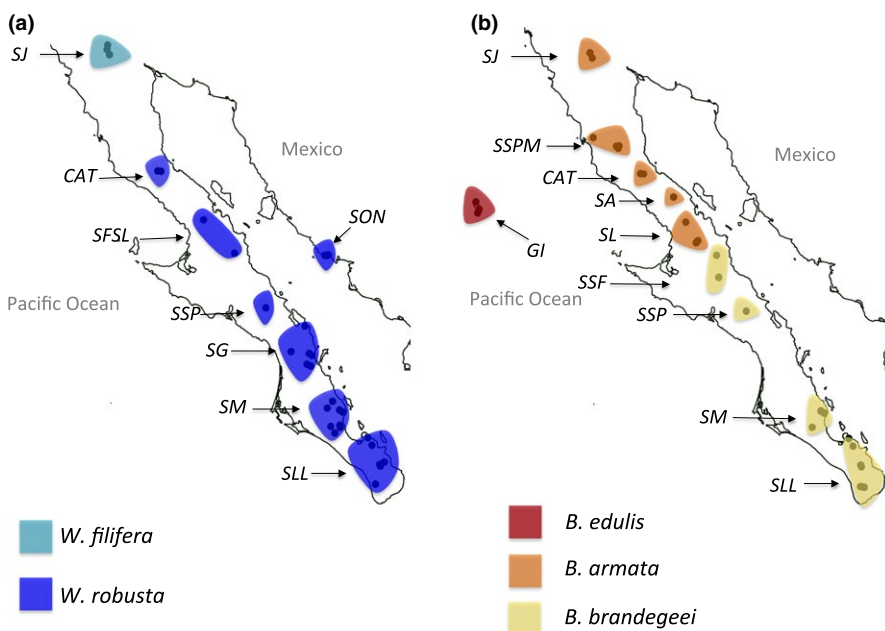 (a)
SJ
Mexico
CAT
SON
SFSL
Pacific Ocean
SSP
SG
SM
SLL
W. filifera
W. robusta
(b)
SJ
SSPM
Mexico
CAT
SA
SL
GI
SSF
Pacific Ocean
SSP
SM
SLL
B. edulis
B. armata
B. brandegeei